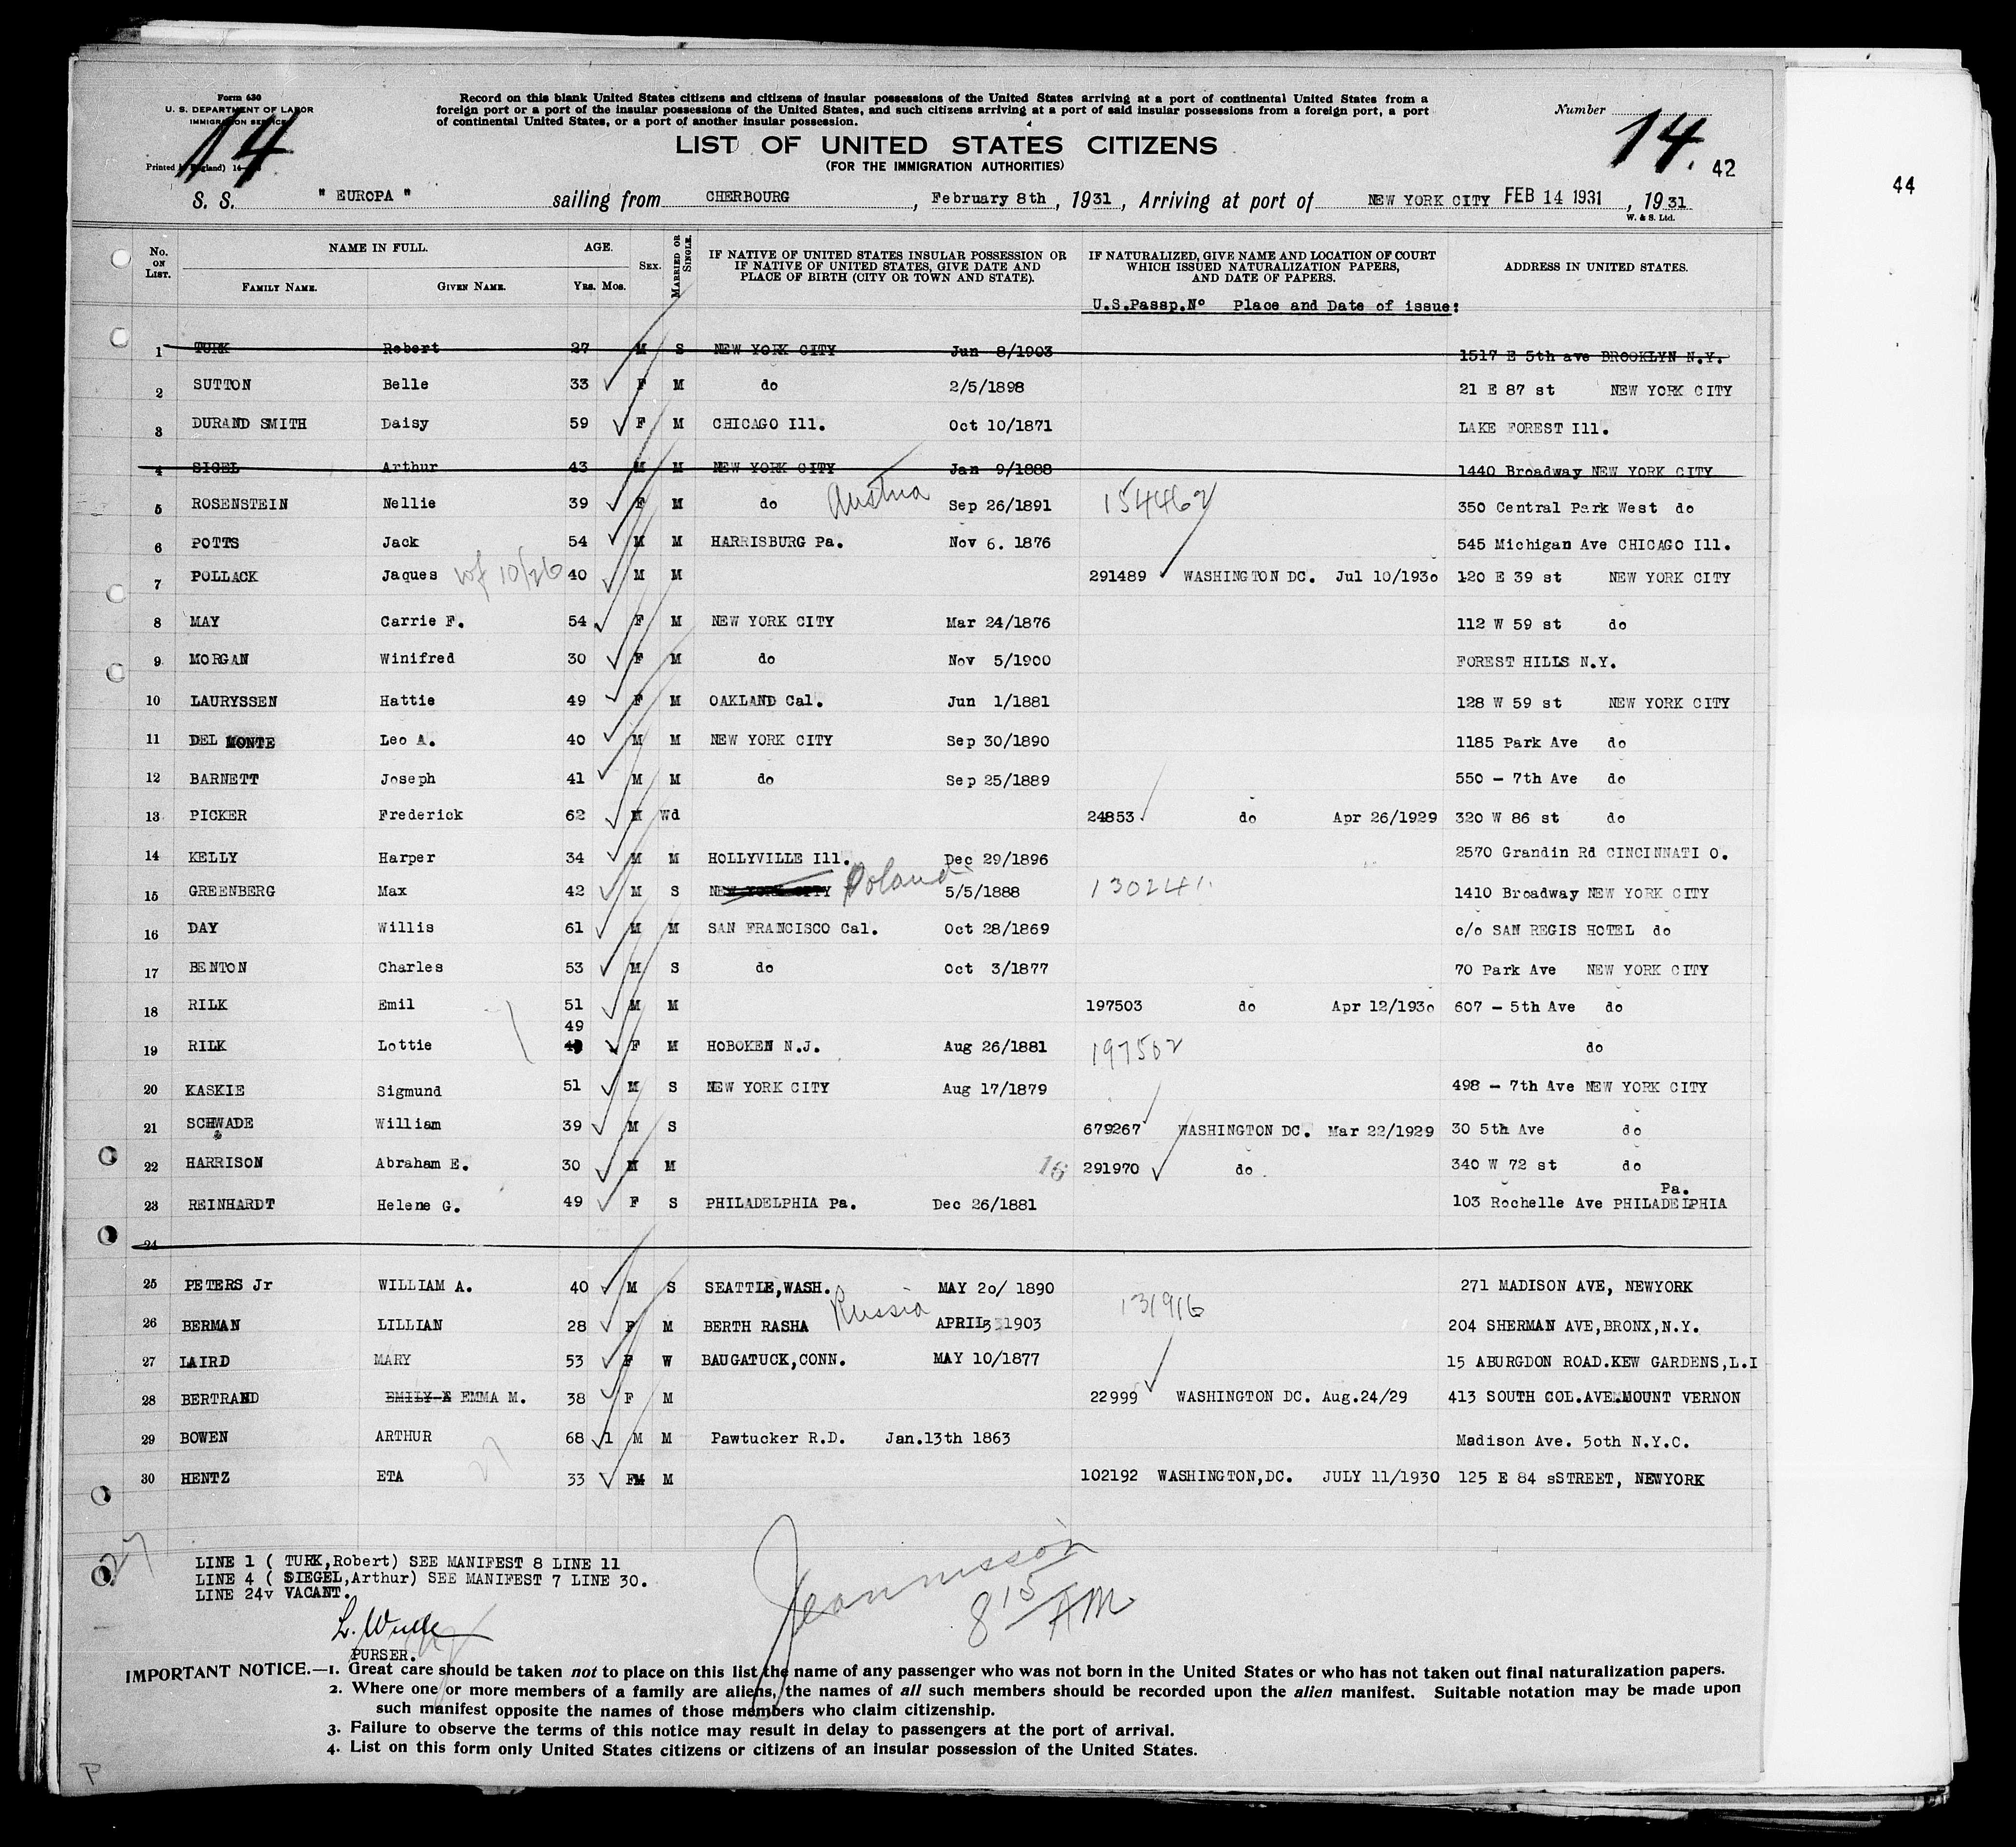 Form 630
U. S. DEPARTMENT OF LABOR
IMMIGRATION SERVICE
14
Record on this blank United States citizens and citizens of insular possessions of the United States arriving at a port of continental United States from a
foreign port or a port of the insular possessions of the United States, and such citizens arriving at a port of said insular possessions from a foreign port, a port
of continental United States, or a port of another insular possession.
Number 14.
42
44
LIST OF UNITED STATES CITIZENS
(FOR THE IMMIGRATION AUTHORITIES)
S. S. " EUROPA " sailing from CHERBOURG , February 8th , 1931 , Arriving at port of NEW YORK CITY FEB 14 1931 , 1931
W. & S. Ltd.
No. ON LIST. NAME IN FULL. FAMILY NAME. GIVEN NAME. AGE. Yrs. Mos. SEX. MARRIED OR SINGLE. IF NATIVE OF UNITED STATES INSULAR POSSESSION OR IF NATIVE OF UNITED STATES, GIVE DATE AND PLACE OF BIRTH (CITY OR TOWN AND STATE). IF NATURALIZED, GIVE NAME AND LOCATION OF COURT WHICH ISSUED NATURALIZATION PAPERS, AND DATE OF PAPERS. ADDRESS IN UNITED STATES.
U.S.Passp.Nº Place and Date of issue:
1 TURK Robert 27 M S NEW YORK CITY Jun 8/1903 1517 E 5th ave BROOKLYN N.Y.
2 SUTTON Belle 33 F M do 2/5/1898 21 E 87 st NEW YORK CITY
3 DURAND SMITH Daisy 59 F M CHICAGO Ill. Oct 10/1871 LAKE FOREST Ill.
4 SIGEL Arthur 43 M M NEW YORK CITY Jan 9/1888 1440 Broadway NEW YORK CITY
5 ROSENSTEIN Nellie 39 F M do Austria Sep 26/1891 154462 350 Central Park West do
6 POTTS Jack 54 M M HARRISBURG Pa. Nov 6. 1876 545 Michigan Ave CHICAGO Ill.
7 POLLACK Jaques wf 10/26 40 M M 291489 WASHINGTON DC. Jul 10/1930 120 E 39 st NEW YORK CITY
8 MAY Carrie F. 54 F M NEW YORK CITY Mar 24/1876 112 W 59 st do
9 MORGAN Winifred 30 F M do Nov 5/1900 FOREST HILLS N.Y.
10 LAURYSSEN Hattie 49 F M OAKLAND Cal. Jun 1/1881 128 W 59 st NEW YORK CITY
11 DEL MONTE Leo A. 40 M M NEW YORK CITY Sep 30/1890 1185 Park Ave do
12 BARNETT Joseph 41 M M do Sep 25/1889 550 - 7th Ave do
13 PICKER Frederick 62 M Wd 24853 do Apr 26/1929 320 W 86 st do
14 KELLY Harper 34 M M HOLLYVILLE Ill. Dec 29/1896 2570 Grandin Rd CINCINNATI O.
15 GREENBERG Max 42 M S NEW YORK CITY Poland 5/5/1888 130241 1410 Broadway NEW YORK CITY
16 DAY Willis 61 M M SAN FRANCISCO Cal. Oct 28/1869 c/o SAN REGIS HOTEL do
17 BENTON Charles 53 M S do Oct 3/1877 70 Park Ave NEW YORK CITY
18 RILK Emil 51 M M 197503 do Apr 12/1930 607 - 5th Ave do
49
19 RILK Lottie F M HOBOKEN N.J. Aug 26/1881 197502 do
20 KASKIE Sigmund 51 M S NEW YORK CITY Aug 17/1879 498 - 7th Ave NEW YORK CITY
21 SCHWADE William 39 M S 679267 WASHINGTON DC. Mar 22/1929 30 5th Ave do
22 HARRISON Abraham E. 30 M M 16 291970 do 340 W 72 st do
23 REINHARDT Helene G. 49 F S PHILADELPHIA Pa. Dec 26/1881 103 Rochelle Ave PHILADELPHIA Pa.
24
25 PETERS Jr WILLIAM A. 40 M S SEATTLE,WASH. MAY 20/ 1890 271 MADISON AVE, NEWYORK
26 BERMAN LILLIAN 28 F M BERTH RASHA Russia APRIL3 1903 131916 204 SHERMAN AVE,BRONX,N.Y.
27 LAIRD MARY 53 F W BAUGATUCK,CONN. MAY 10/1877 15 ABURGDON ROAD.KEW GARDENS,L.I
28 BERTRAND EMILY A EMMA M. 38 F M 22999 WASHINGTON DC. Aug.24/29 413 SOUTH COL.AVE.MOUNT VERNON
29 BOWEN ARTHUR 68 1 M M Pawtucker R.D. Jan.13th 1863 Madison Ave. 50th N.Y.C.
30 HENTZ ETA 33 FM M 102192 WASHINGTON,DC. JULY 11/1930 125 E 84 sSTREET, NEWYORK
27
LINE 1 ( TURK,Robert) SEE MANIFEST 8 LINE 11
LINE 4 ( SIEGEL,Arthur) SEE MANIFEST 7 LINE 30.
LINE 24v VACANT.
8 15 AM
PURSER.
IMPORTANT NOTICE.—1. Great care should be taken not to place on this list the name of any passenger who was not born in the United States or who has not taken out final naturalization papers.
2. Where one or more members of a family are aliens, the names of all such members should be recorded upon the alien manifest. Suitable notation may be made upon
such manifest opposite the names of those members who claim citizenship.
3. Failure to observe the terms of this notice may result in delay to passengers at the port of arrival.
4. List on this form only United States citizens or citizens of an insular possession of the United States.
P